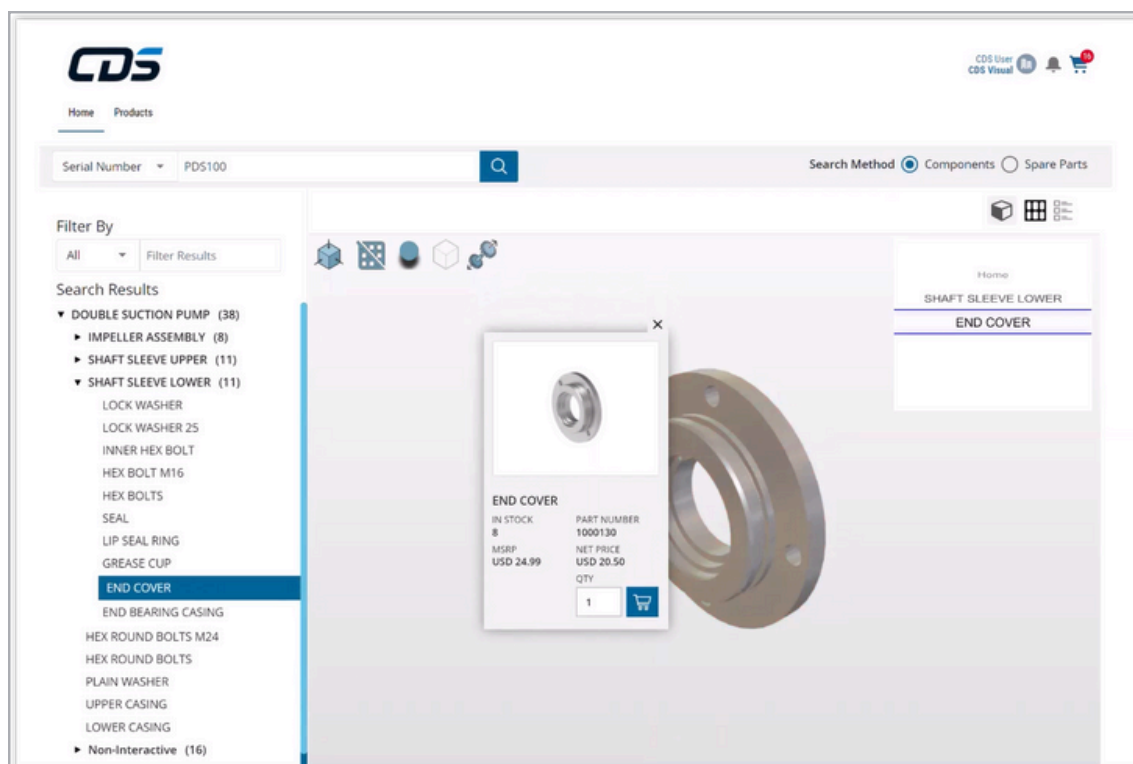 CDS
CDS User
CDS Visual
16
Home Products
Serial Number PDS100
Search Method Components Spare Parts
Filter By
All Filter Results
Search Results
DOUBLE SUCTION PUMP (38)
IMPELLER ASSEMBLY (8)
SHAFT SLEEVE UPPER (11)
SHAFT SLEEVE LOWER (11)
LOCK WASHER
LOCK WASHER 25
INNER HEX BOLT
HEX BOLT M16
HEX BOLTS
SEAL
LIP SEAL RING
GREASE CUP
END COVER
END BEARING CASING
HEX ROUND BOLTS M24
HEX ROUND BOLTS
PLAIN WASHER
UPPER CASING
LOWER CASING
Non-Interactive (16)
END COVER
IN STOCK PART NUMBER
8 1000130
MSRP NET PRICE
USD 24.99 USD 20.50
QTY
1
Home
SHAFT SLEEVE LOWER
END COVER